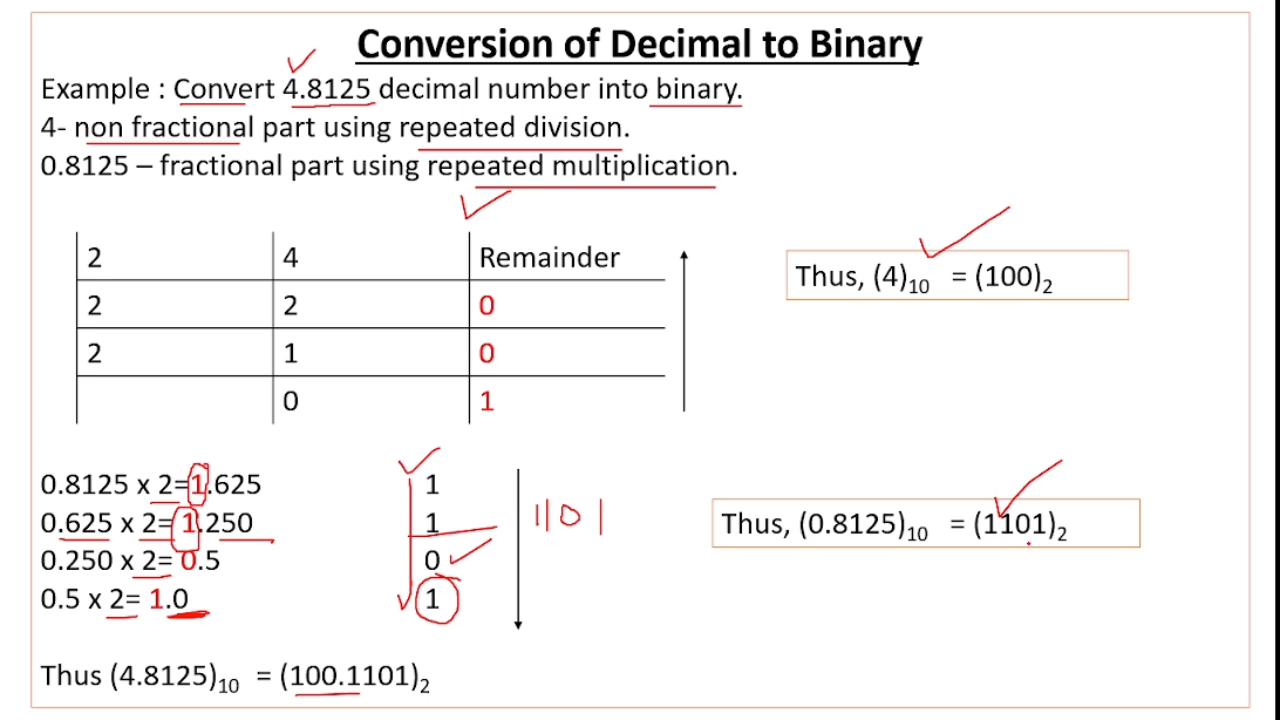 Conversion of Decimal to Binary
Example : Convert 4.8125 decimal number into binary.
4- non fractional part using repeated division.
0.8125 – fractional part using repeated multiplication.
2 4 Remainder
2 2 0
2 1 0
0 1
Thus, (4)₁₀ = (100)₂
0.8125 x 2=1.625 1
0.625 x 2= 1.250 1
0.250 x 2= 0.5 0
0.5 x 2= 1.0 1
1101
Thus, (0.8125)₁₀ = (1101)₂
Thus (4.8125)₁₀ = (100.1101)₂